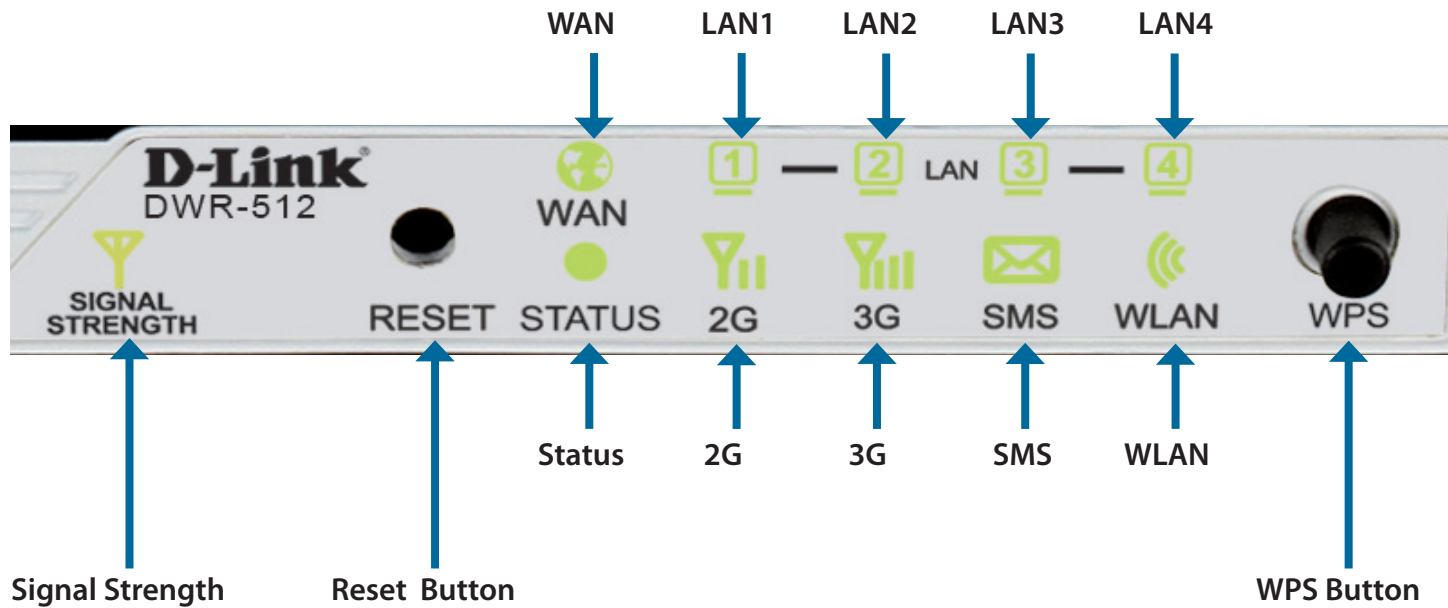 WAN LAN1 LAN2 LAN3 LAN4
D-Link®
DWR-512
1 2 LAN 3 4
WAN
SIGNAL
STRENGTH
RESET STATUS 2G 3G SMS WLAN WPS
Status 2G 3G SMS WLAN
Signal Strength Reset Button WPS Button